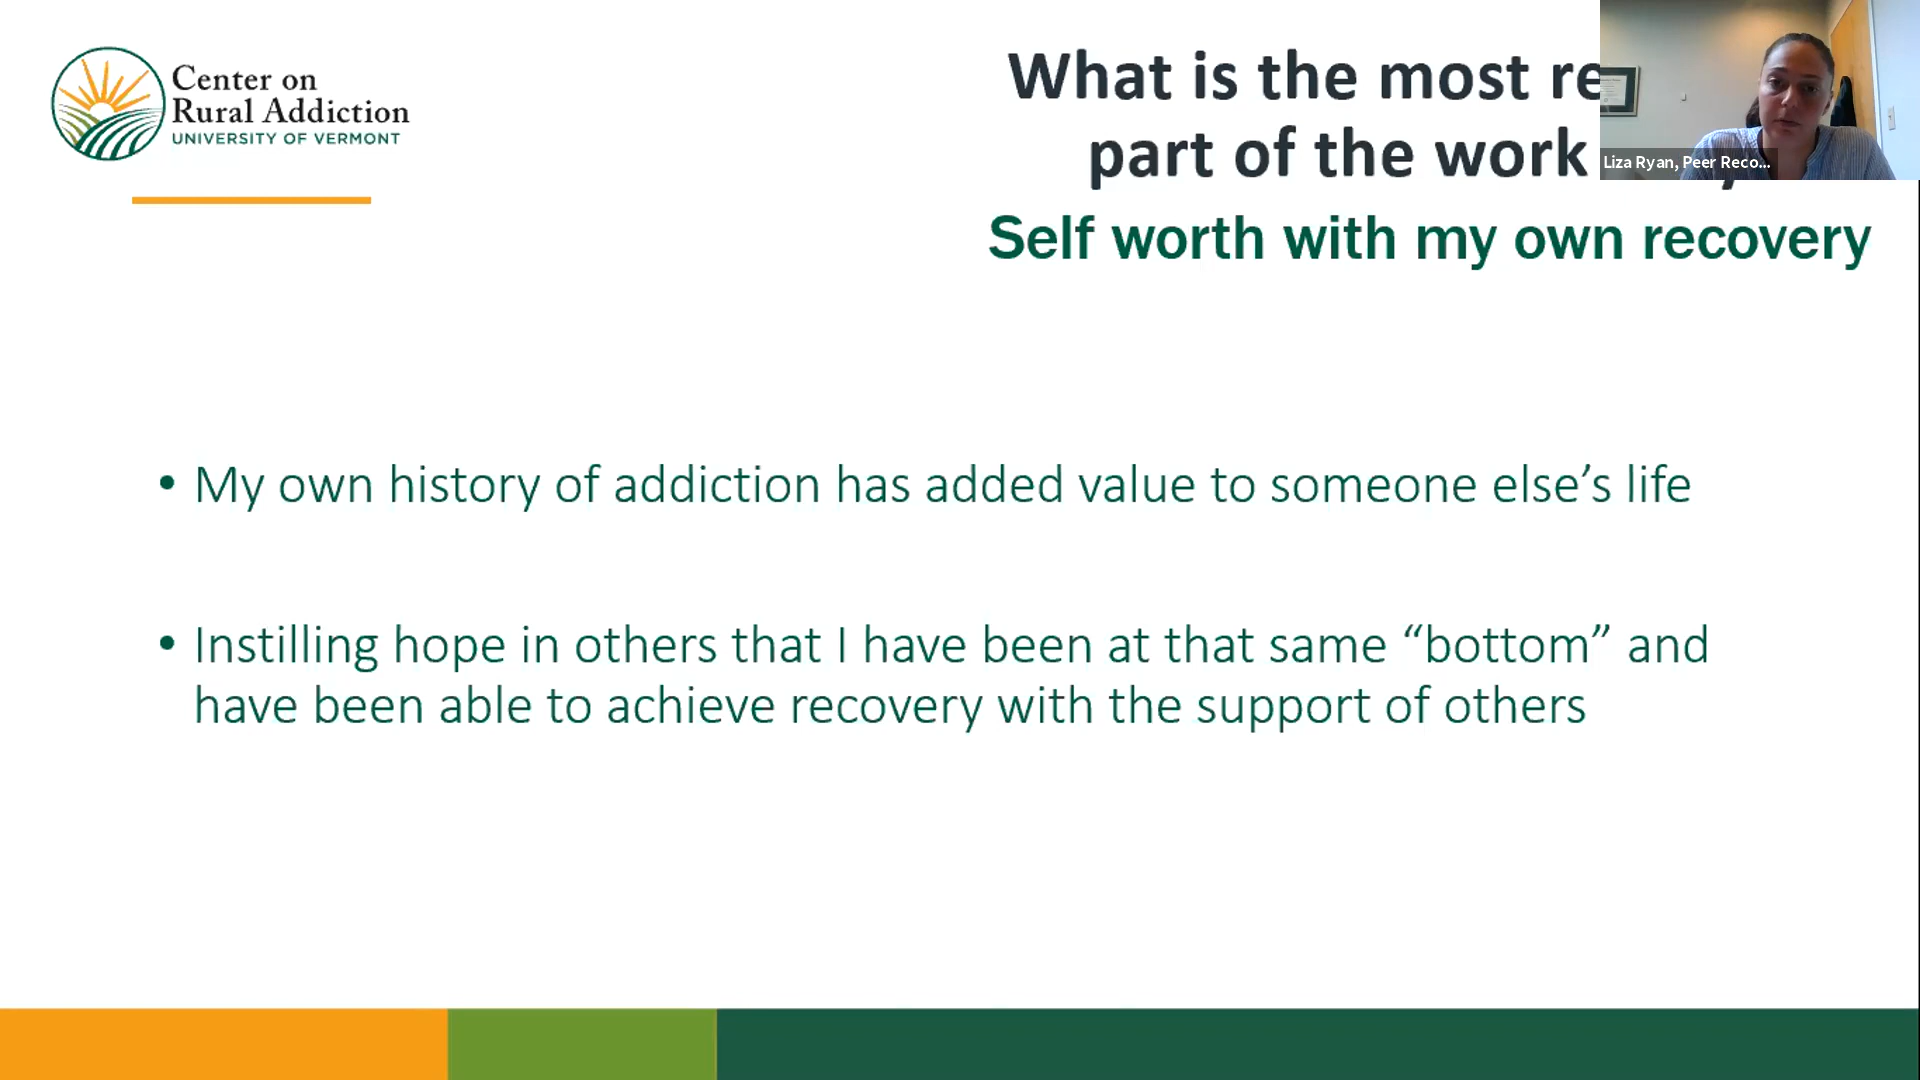 Center on
Rural Addiction
UNIVERSITY OF VERMONT
What is the most re
part of the work
Liza Ryan, Peer Reco...
Self worth with my own recovery
• My own history of addiction has added value to someone else’s life
• Instilling hope in others that I have been at that same “bottom” and
have been able to achieve recovery with the support of others